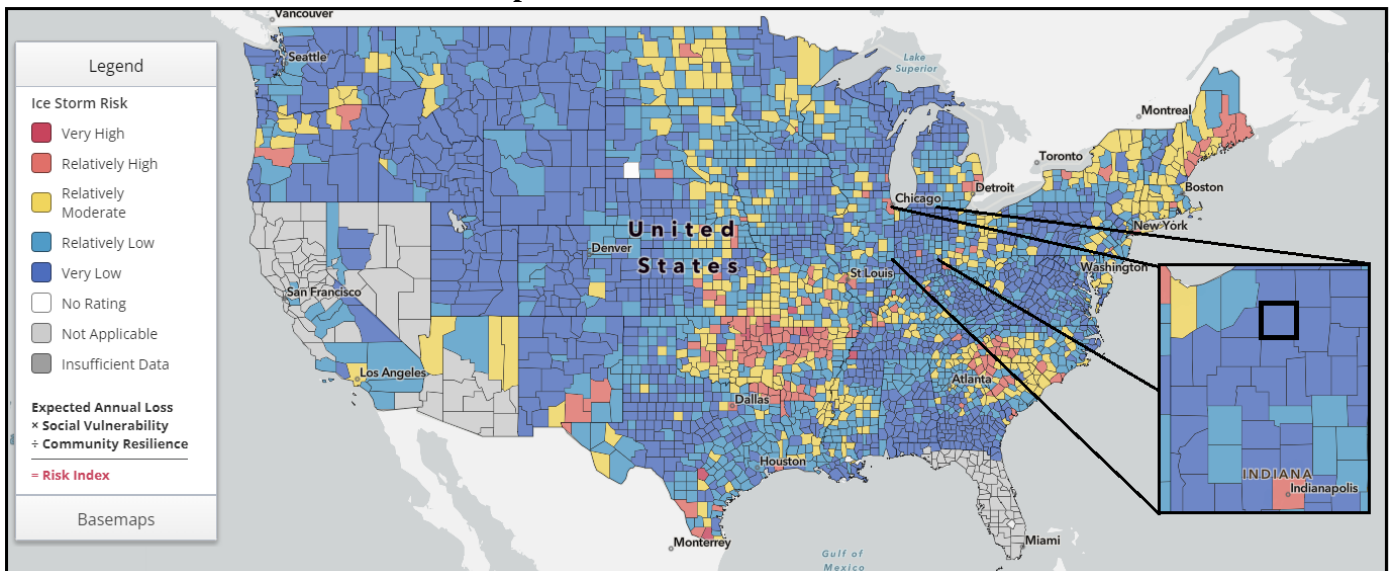 Vancouver
Seattle
Legend
Ice Storm Risk
Very High
Relatively High
Relatively
Moderate
Relatively Low
Very Low
No Rating
Not Applicable
Insufficient Data
Expected Annual Loss
× Social Vulnerability
÷ Community Resilience
= Risk Index
Basemaps
Lake
Superior
Montreal
Toronto
Detroit
Boston
Chicago
New York
United
States
Denver
St Louis
Washington
San Francisco
Los Angeles
Atlanta
Dallas
Houston
INDIANA
Indianapolis
Monterrey
Miami
Gulf of
Mexico